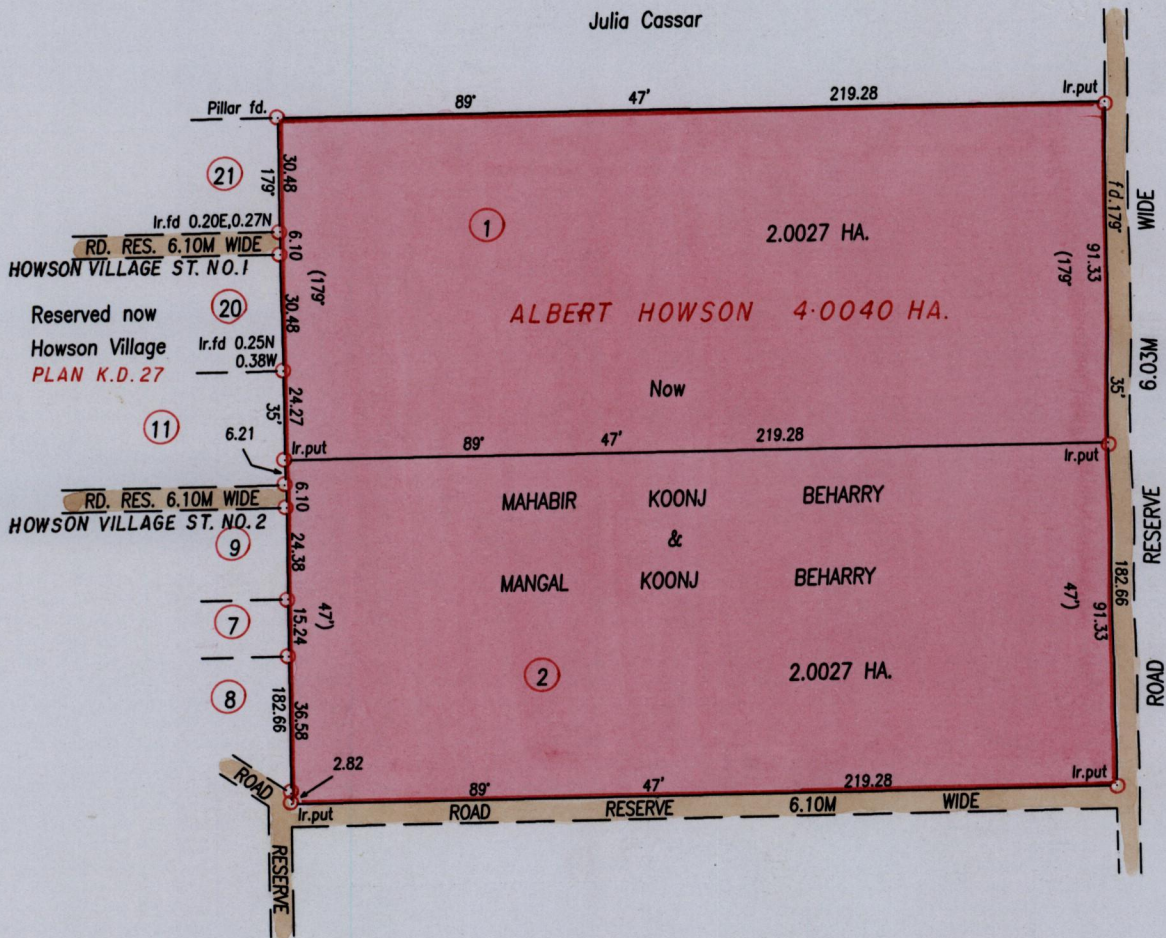 Julia Cassar
Pillar fd.
89' 47' 219.28
Ir.put
21
30.48
179°
Ir.fd 0.20E,0.27N
RD. RES. 6.10M WIDE
6.10
HOWSON VILLAGE ST. NO.1
(179°
1
2.0027 HA.
fd.179°
91.33
(179°
WIDE
Reserved now
Howson Village
PLAN K.D.27
20
30.48
Ir.fd 0.25N
0.38W
ALBERT HOWSON 4·0040 HA.
Now
6.03M
35'
11
24.27
35'
6.21
Ir.put
89' 47' 219.28
Ir.put
RD. RES. 6.10M WIDE
6.10
HOWSON VILLAGE ST. NO.2
MAHABIR KOONJ BEHARRY
&
MANGAL KOONJ BEHARRY
RESERVE
9
24.38
7
15.24
47')
47')
91.33
182.66
2
2.0027 HA.
ROAD
8
182.66
36.58
2.82
ROAD
Ir.put
89' 47' 219.28
Ir.put
ROAD RESERVE 6.10M WIDE
RESERVE